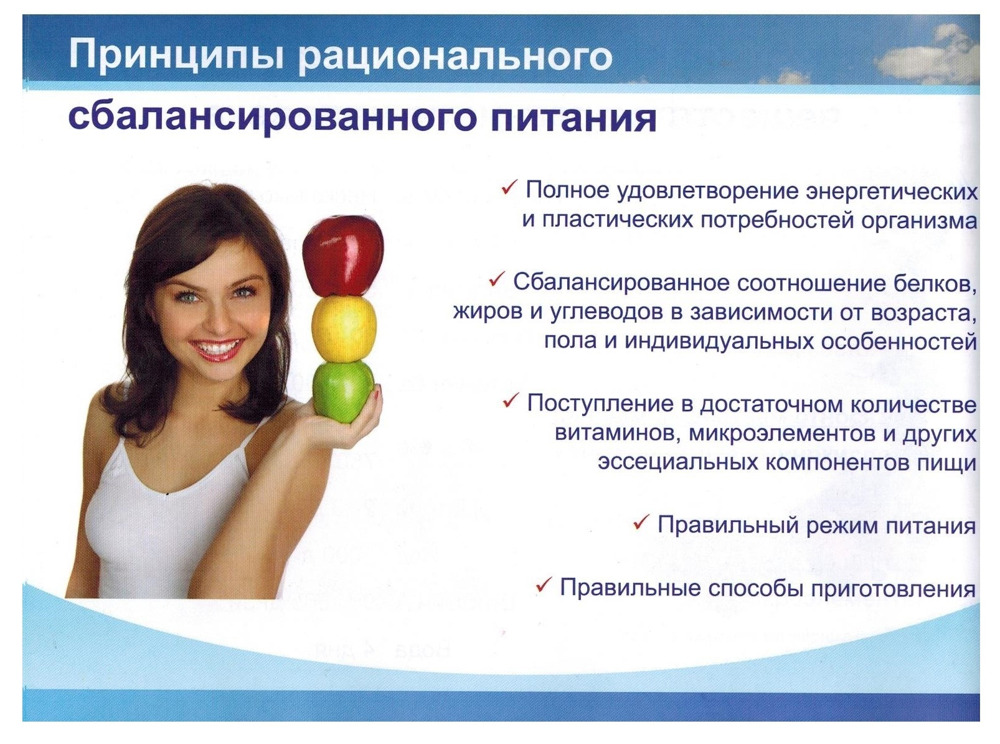 Принципы рационального
сбалансированного питания
✓ Полное удовлетворение энергетических
и пластических потребностей организма
✓ Сбалансированное соотношение белков,
жиров и углеводов в зависимости от возраста,
пола и индивидуальных особенностей
✓ Поступление в достаточном количестве
витаминов, микроэлементов и других
эссециальных компонентов пищи
✓ Правильный режим питания
✓ Правильные способы приготовления